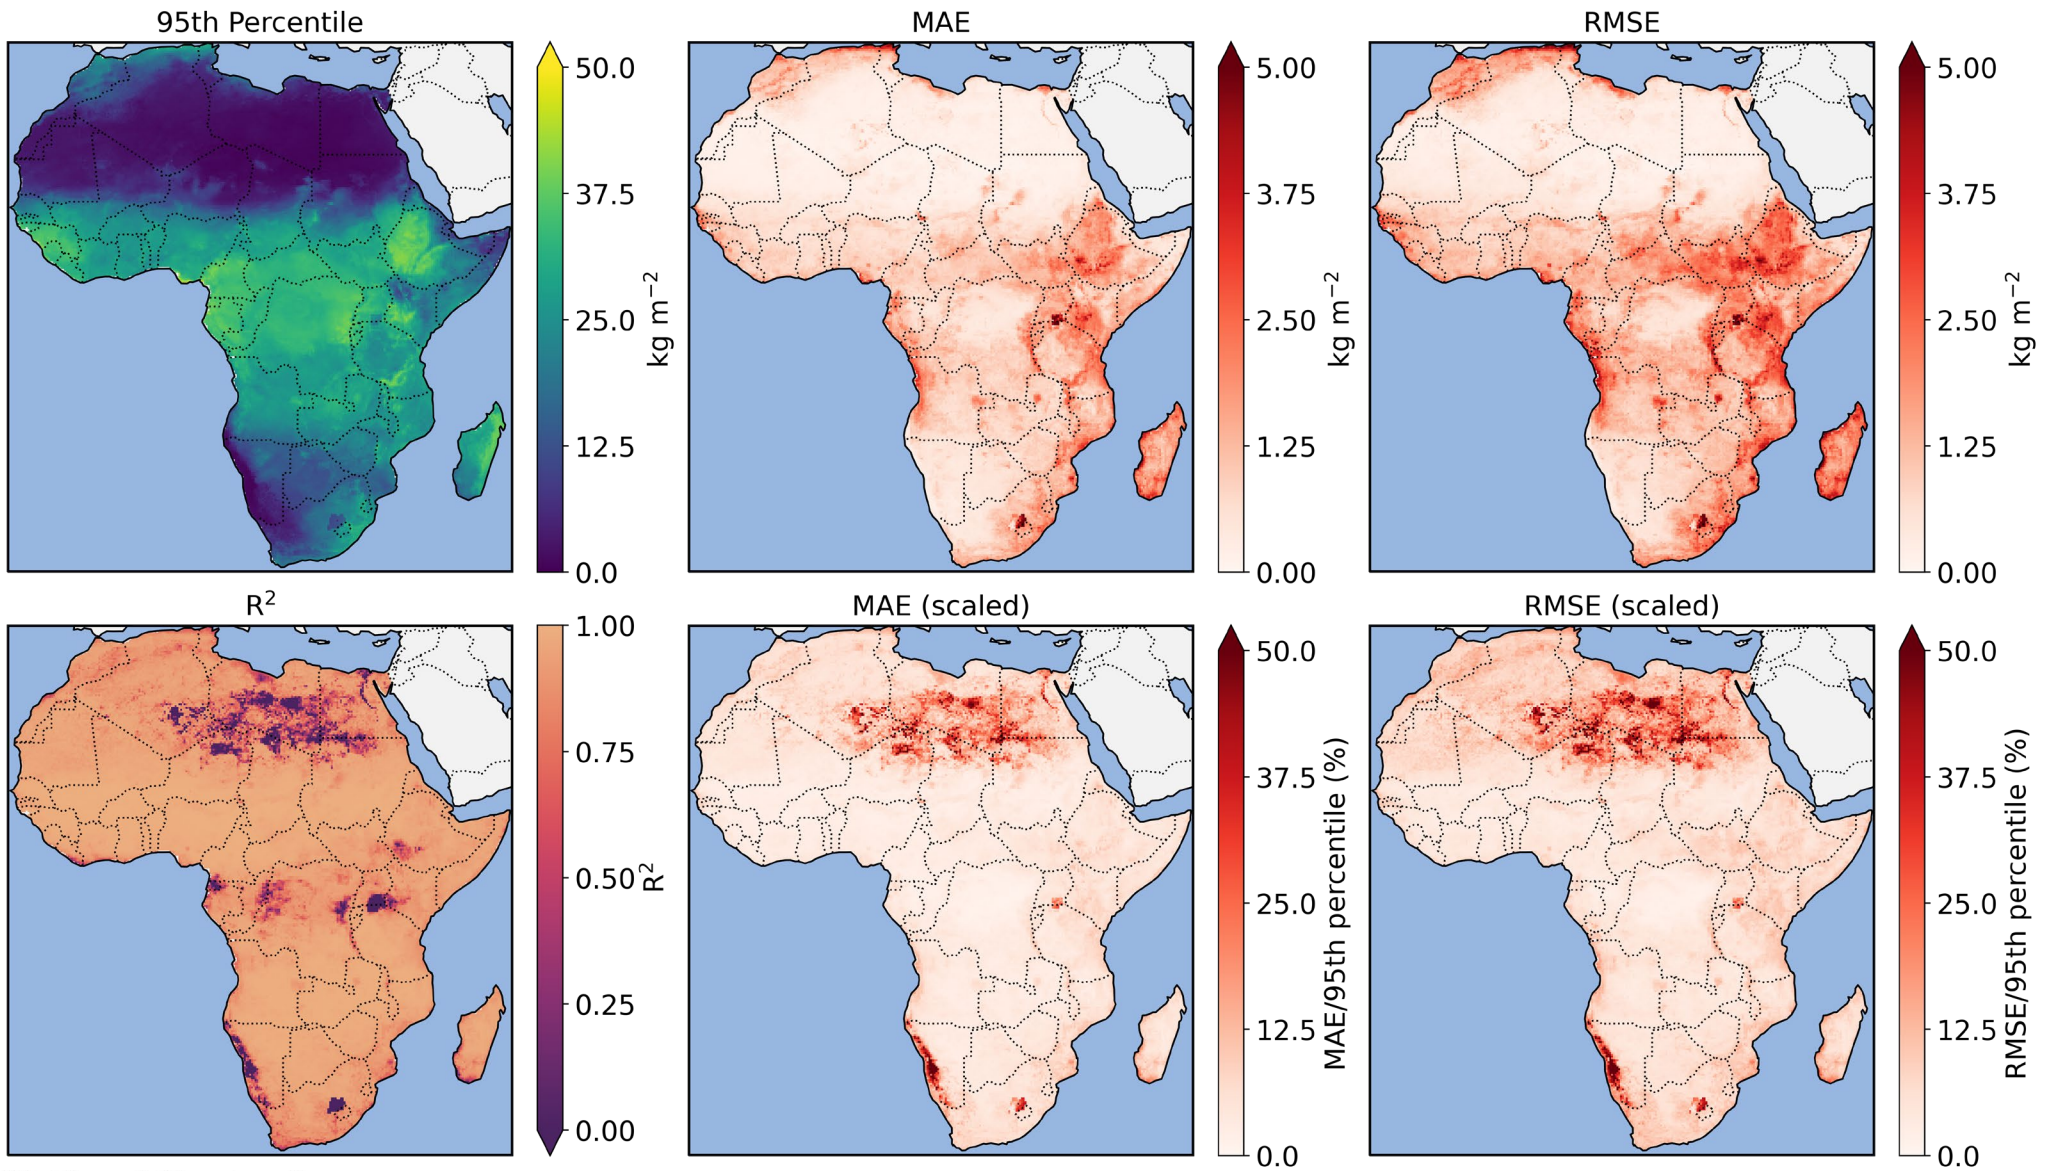 95th Percentile
MAE
RMSE
50.0
37.5
25.0
12.5
0.0
kg m⁻²
5.00
3.75
2.50
1.25
0.00
kg m⁻²
5.00
3.75
2.50
1.25
0.00
kg m⁻²
R²
MAE (scaled)
RMSE (scaled)
1.00
0.75
0.50
0.25
0.00
R²
50.0
37.5
25.0
12.5
0.0
MAE/95th percentile (%)
50.0
37.5
25.0
12.5
0.0
RMSE/95th percentile (%)